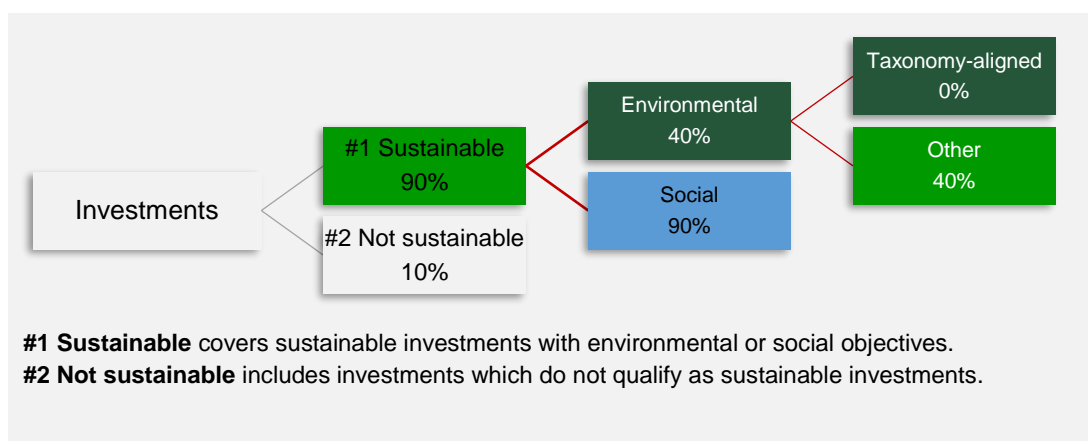 Taxonomy-aligned
0%
Environmental
40%
#1 Sustainable
90%
Other
40%
Investments
Social
90%
#2 Not sustainable
10%
#1 Sustainable covers sustainable investments with environmental or social objectives.
#2 Not sustainable includes investments which do not qualify as sustainable investments.